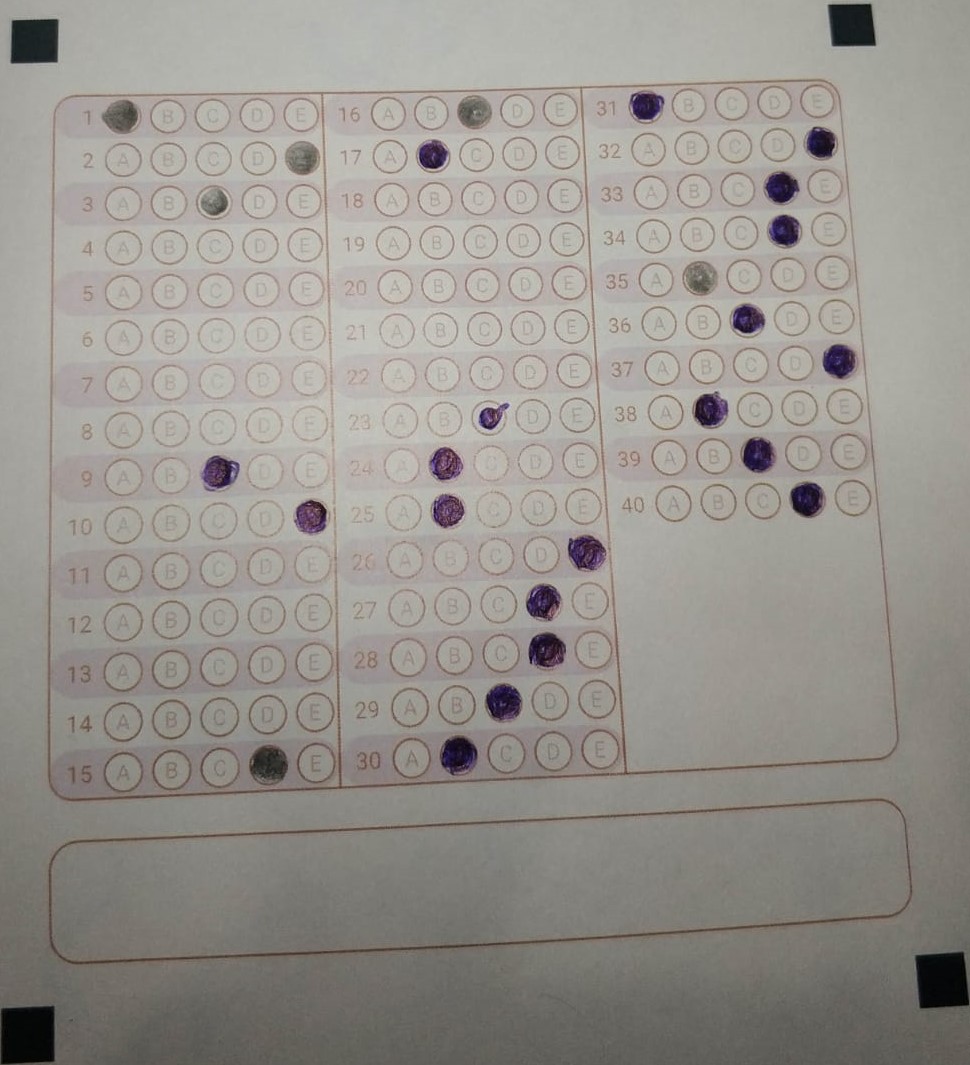 1 B C D E
2 A B C D
3 A B D E
4 A B C D E
5 A B C D E
6 A B C D E
7 A B C D E
8 A B C D E
9 A B D E
10 A B C D
11 A B C D E
12 A B C D E
13 A B C D E
14 A B C D E
15 A B C E
16 A B D E
17 A C D E
18 A B C D E
19 A B C D E
20 A B C D E
21 A B C D E
22 A B C D E
23 A B D E
24 A C D E
25 A C D E
26 A B C D
27 A B C E
28 A B C E
29 A B D E
30 A C D E
31 B C D E
32 A B C D
33 A B C E
34 A B C E
35 A C D E
36 A B D E
37 A B C D
38 A C D E
39 A B D E
40 A B C E